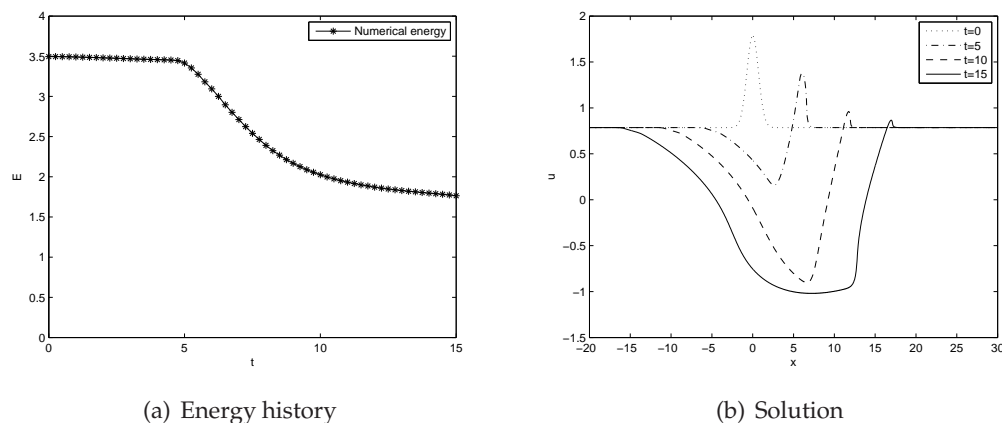 4
3.5
3
2.5
2
1.5
1
0.5
0
E
Numerical energy
0 5 10 15
t
(a) Energy history
2
1.5
1
0.5
0
−0.5
−1
−1.5
u
t=0
t=5
t=10
t=15
−20 −15 −10 −5 0 5 10 15 20 25 30
x
(b) Solution